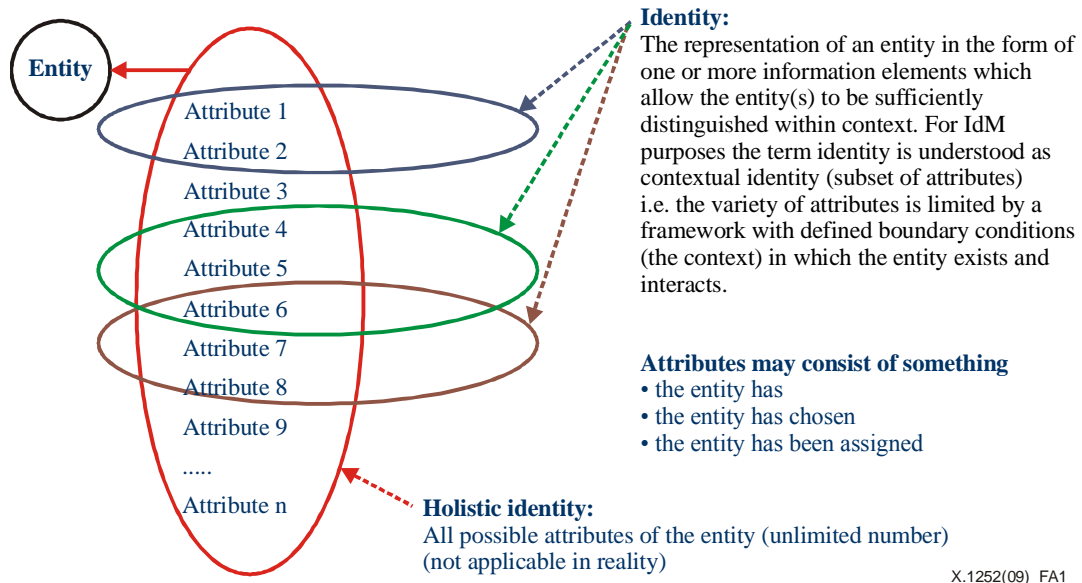 Entity
Attribute 1
Attribute 2
Attribute 3
Attribute 4
Attribute 5
Attribute 6
Attribute 7
Attribute 8
Attribute 9
.....
Attribute n
Identity:
The representation of an entity in the form of
one or more information elements which
allow the entity(s) to be sufficiently
distinguished within context. For IdM
purposes the term identity is understood as
contextual identity (subset of attributes)
i.e. the variety of attributes is limited by a
framework with defined boundary conditions
(the context) in which the entity exists and
interacts.
Attributes may consist of something
• the entity has
• the entity has chosen
• the entity has been assigned
Holistic identity:
All possible attributes of the entity (unlimited number)
(not applicable in reality)
X.1252(09)_FA1